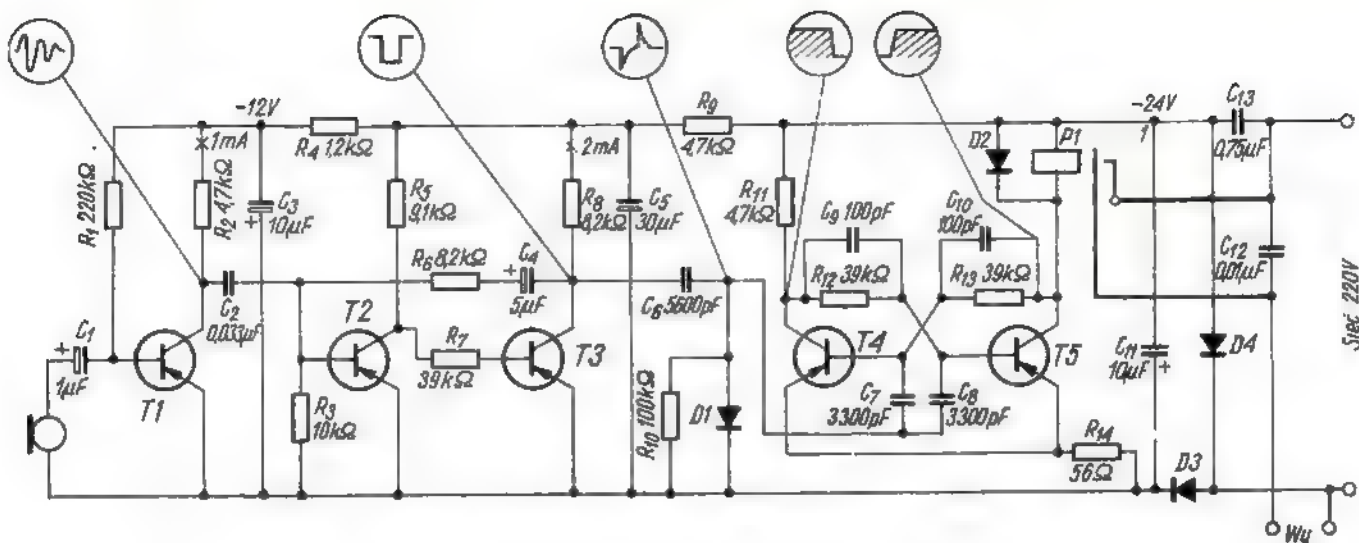 -12V
-24V
1
C13
0,75µF
1mA
R4 1,2kΩ
2mA
R9
4,7kΩ
D2
P1
R1 220kΩ
R2 4,7kΩ
C3
10µF
+
R5
9,1kΩ
R8
8,2kΩ
C5
30µF
R11
4,7kΩ
C9 100pF
C10
100pF
C12
0,01µF
R6 8,2kΩ
+ C4
5µF
R12 39kΩ
R13 39kΩ
C2
0,033µF
C6 5600pF
Sieć 220V
C1
+
1µF
T1
T2
R7
39kΩ
T3
T4
T5
C11
10µF +
D4
R3
10kΩ
R10 100kΩ
D1
C7
3300pF
C8
3300pF
R14
56Ω
D3
Wy